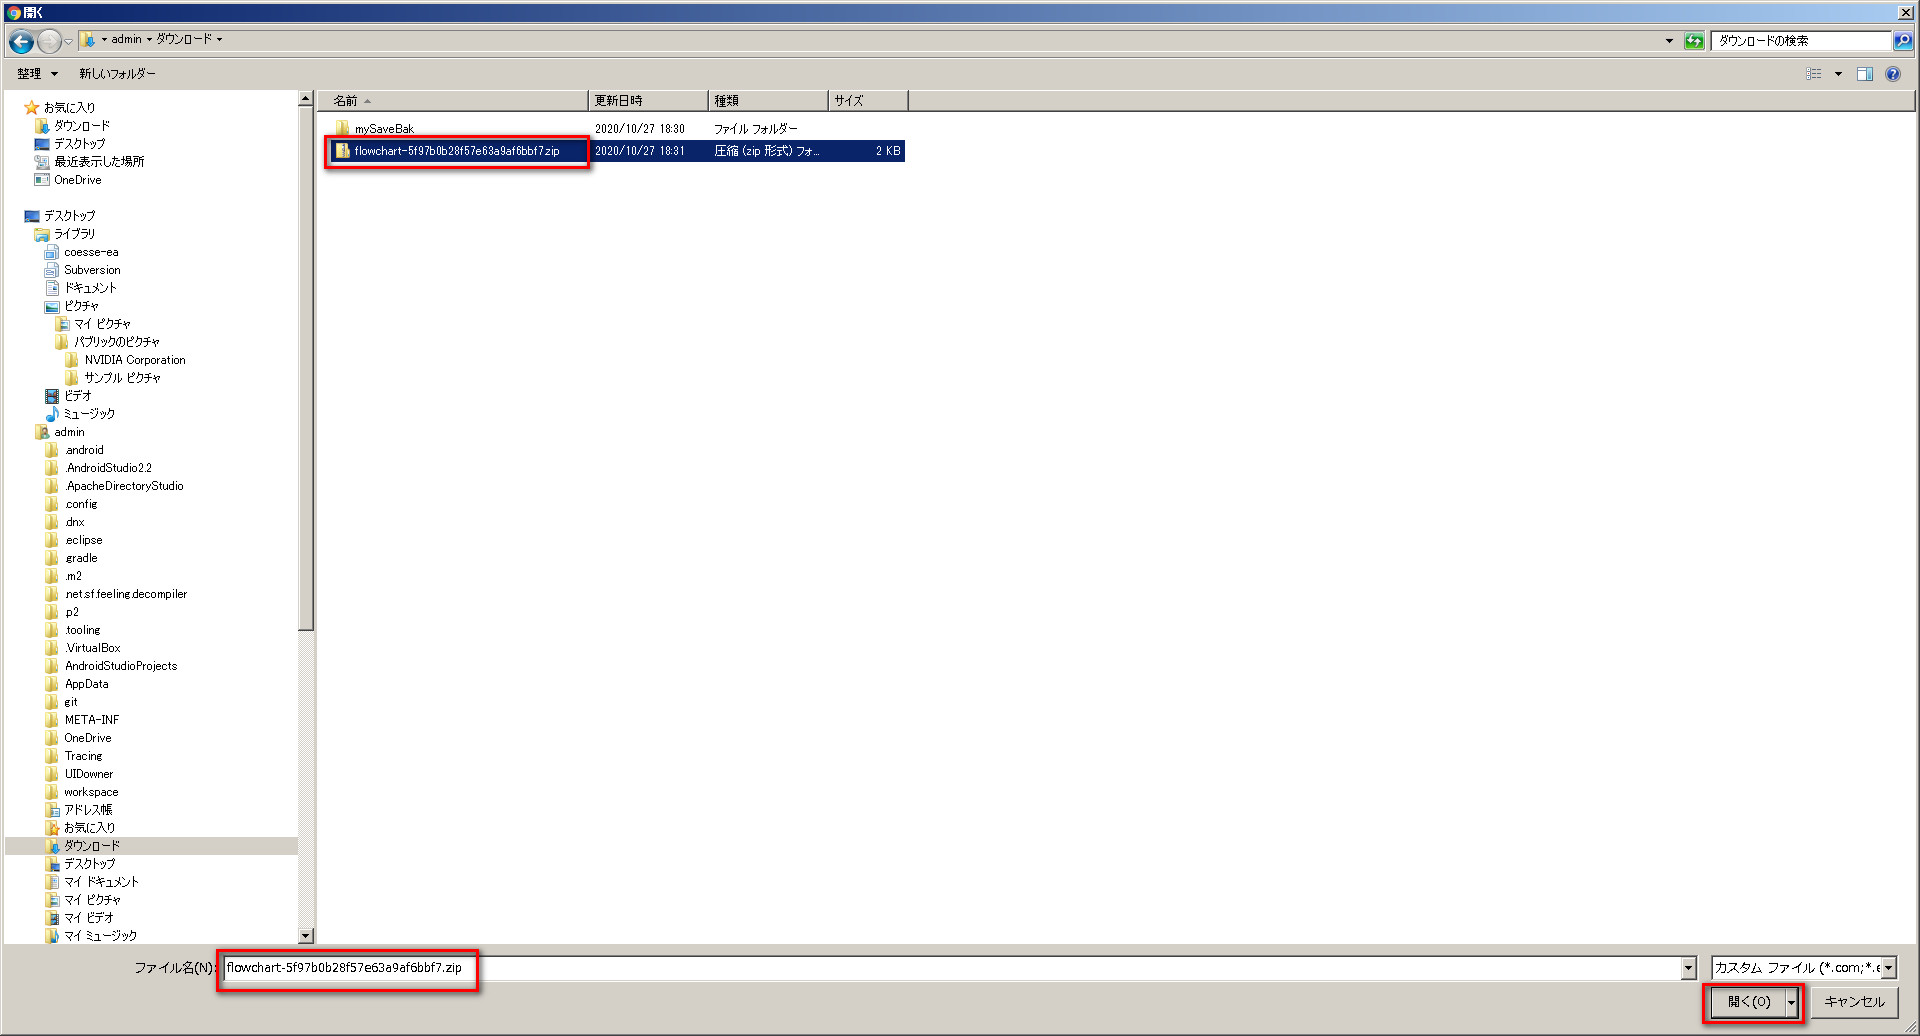 開く
admin ダウンロード
ダウンロードの検索
整理 新しいフォルダー
お気に入り
ダウンロード
デスクトップ
最近表示した場所
OneDrive
デスクトップ
ライブラリ
coesse-ea
Subversion
ドキュメント
ピクチャ
マイ ピクチャ
パブリックのピクチャ
NVIDIA Corporation
サンプル ピクチャ
ビデオ
ミュージック
admin
.android
.AndroidStudio2.2
.ApacheDirectoryStudio
.config
.dnx
.eclipse
.gradle
.m2
.net.sf.feeling.decompiler
.p2
.tooling
.VirtualBox
AndroidStudioProjects
AppData
git
META-INF
OneDrive
Tracing
UIDowner
workspace
アドレス帳
お気に入り
ダウンロード
デスクトップ
マイ ドキュメント
マイ ピクチャ
マイ ビデオ
マイ ミュージック
名前 更新日時 種類 サイズ
mySaveBak 2020/10/27 18:30 ファイル フォルダー
flowchart-5f97b0b28f57e63a9af6bbf7.zip 2020/10/27 18:31 圧縮 (zip 形式) フォ... 2 KB
ファイル名(N): flowchart-5f97b0b28f57e63a9af6bbf7.zip
カスタム ファイル (*.com;*.e
開く(O) キャンセル